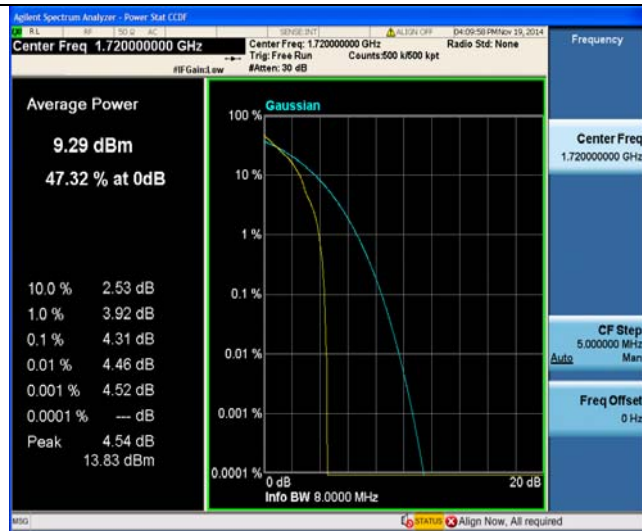 Agilent Spectrum Analyzer - Power Stat CCDF
RL RF 50 Ω AC SENSE:INT ALIGN OFF 04:09:58 PM Nov 19, 2014
Center Freq 1.720000000 GHz
Center Freq: 1.720000000 GHz Radio Std: None
Trig: Free Run Counts:500 k/500 kpt
#IFGain:Low #Atten: 30 dB
Frequency
Average Power
9.29 dBm
47.32 % at 0dB
10.0 % 2.53 dB
1.0 % 3.92 dB
0.1 % 4.31 dB
0.01 % 4.46 dB
0.001 % 4.52 dB
0.0001 % --- dB
Peak 4.54 dB
13.83 dBm
Gaussian
100 %
10 %
1 %
0.1 %
0.01 %
0.001 %
0.0001 %
0 dB 20 dB
Info BW 8.0000 MHz
Center Freq
1.720000000 GHz
CF Step
5.000000 MHz
Auto Man
Freq Offset
0 Hz
MSG STATUS Align Now, All required